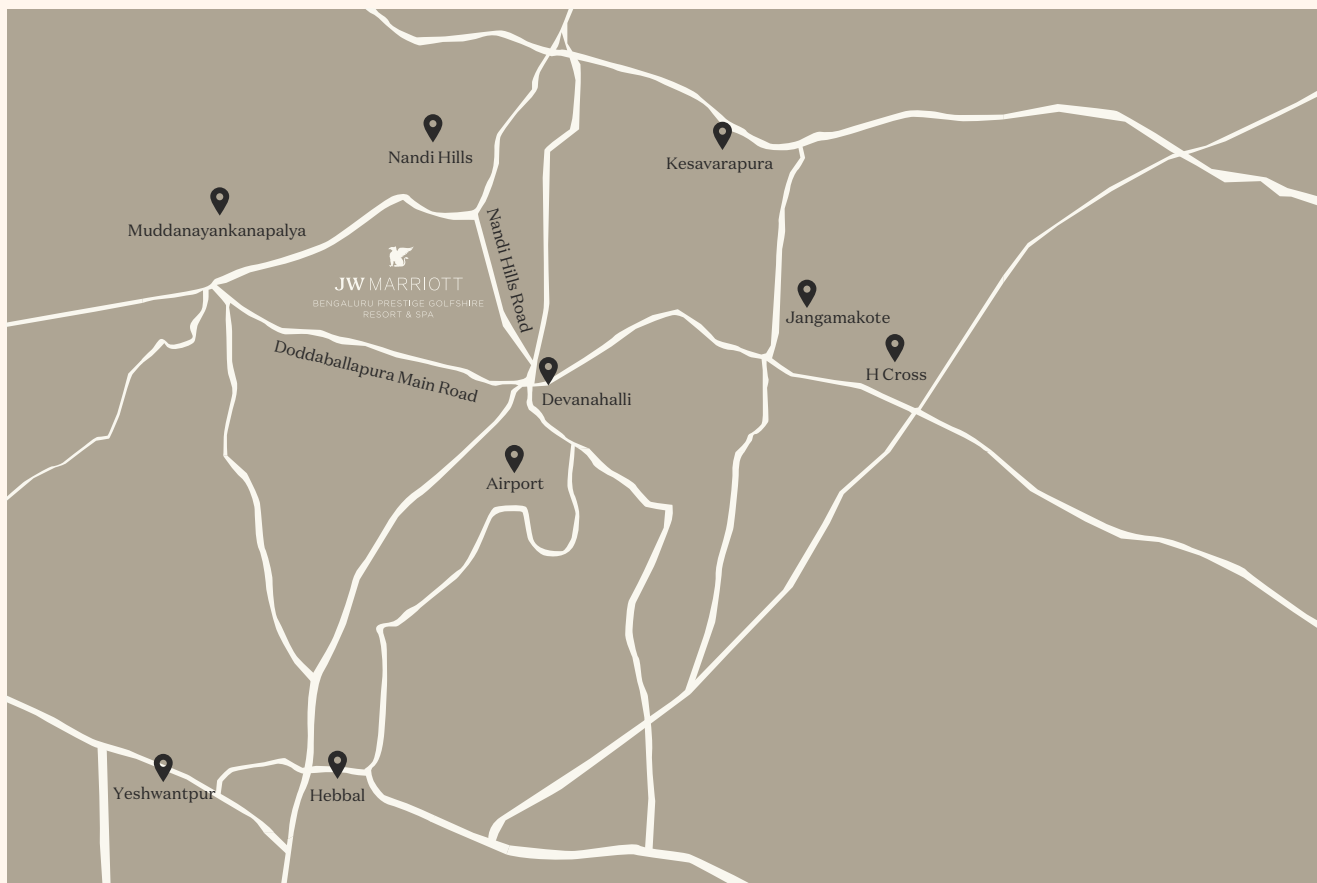 Nandi Hills
Kesavarapura
Muddanayankanapalya
Nandi Hills Road
JW MARRIOTT
BENGALURU PRESTIGE GOLFSHIRE
RESORT & SPA
Jangamakote
Doddaballapura Main Road
H Cross
Devanahalli
Airport
Yeshwantpur
Hebbal